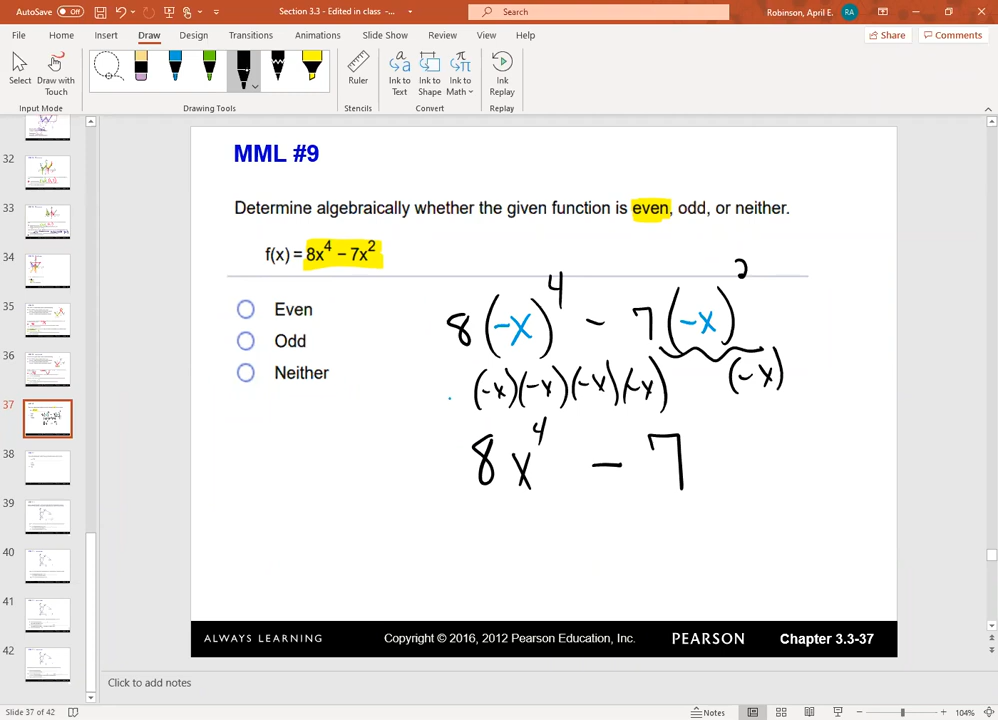 AutoSave Off Section 3.3 - Edited in class -... Search Robinson, April E. RA
File Home Insert Draw Design Transitions Animations Slide Show Review View Help Share Comments
Select Draw with Touch Ruler Ink to Text Ink to Shape Ink to Math Ink Replay
Input Mode Drawing Tools Stencils Convert Replay
32
33
34
35
36
37
38
39
40
41
42
MML #9
Determine algebraically whether the given function is even, odd, or neither.
f(x) = 8x⁴ − 7x²
Even
Odd
Neither
8(-x)⁴ - 7(-x)²
(-x)(-x)(-x)(-x) (-x)
8x⁴ - 7
ALWAYS LEARNING Copyright © 2016, 2012 Pearson Education, Inc. PEARSON Chapter 3.3-37
Click to add notes
Slide 37 of 42 Notes 104%